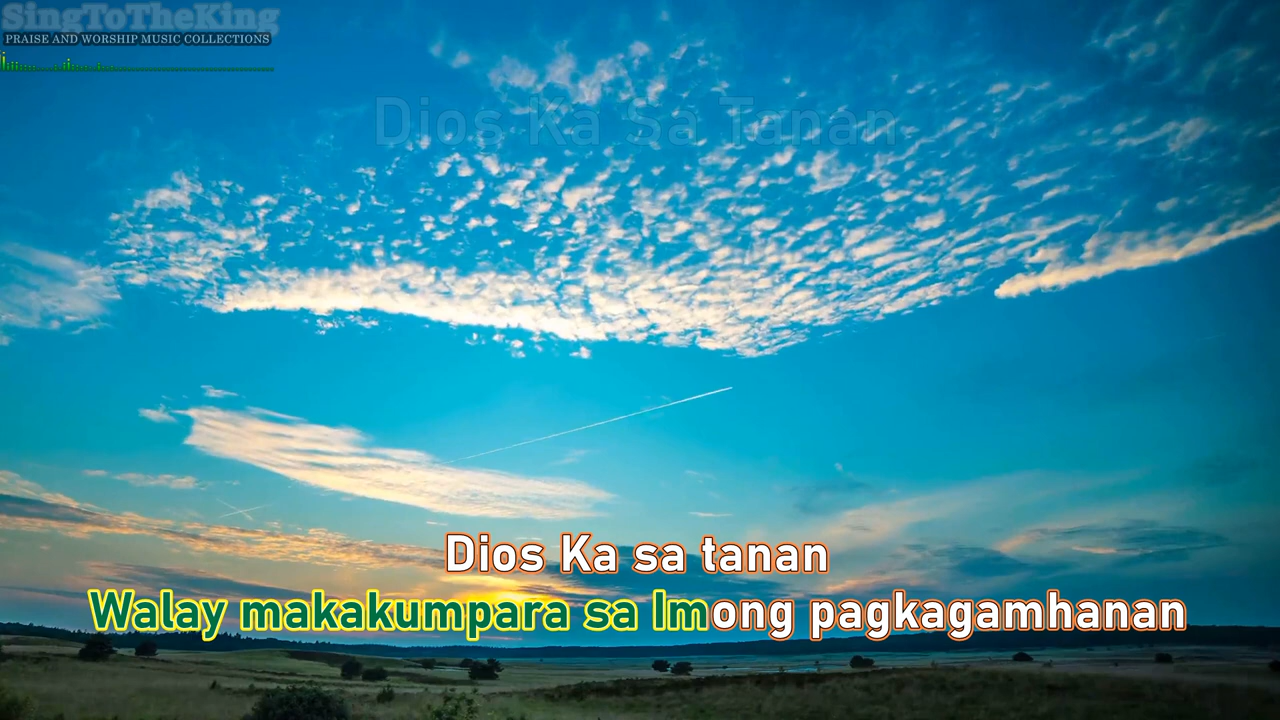 SingToTheKing
PRAISE AND WORSHIP MUSIC COLLECTIONS
Dios Ka Sa Tanan
Dios Ka sa tanan
Walay makakumpara sa Imong pagkagamhanan